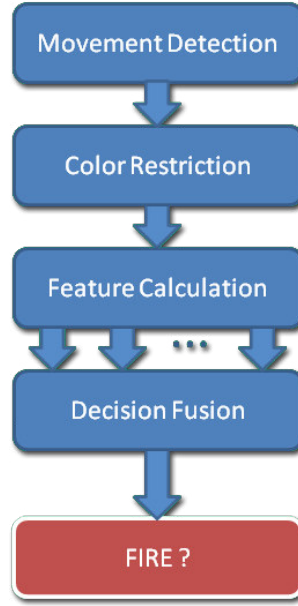 Movement Detection
Color Restriction
Feature Calculation
...
Decision Fusion
FIRE ?